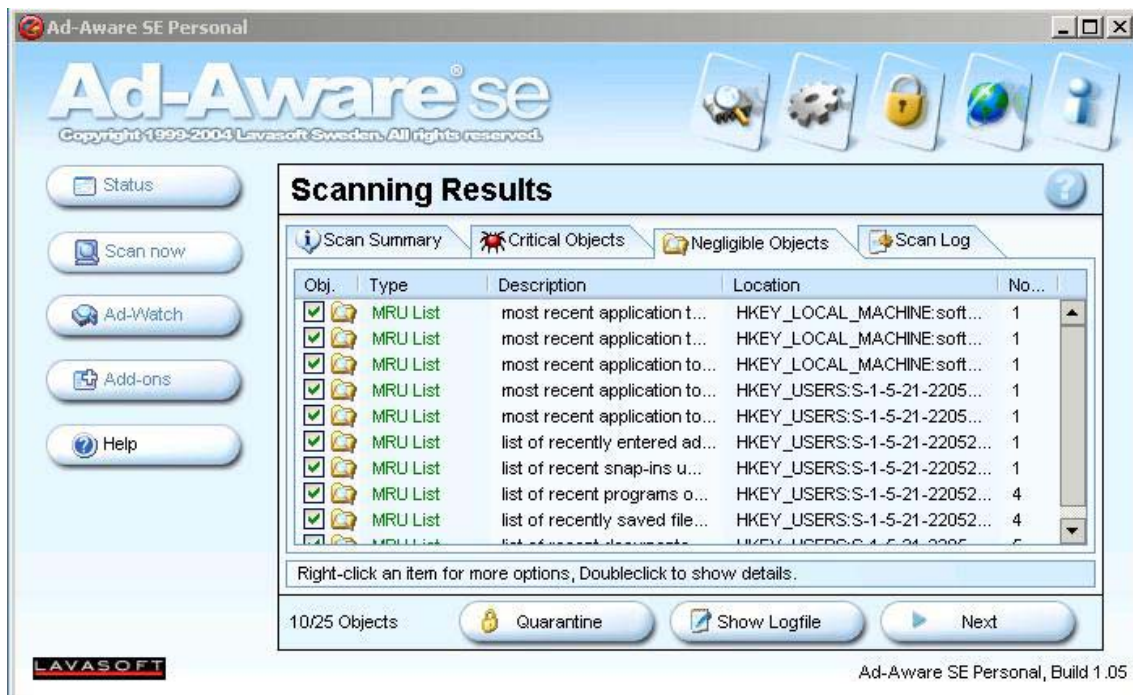 Ad-Aware SE Personal
Ad-Aware® se
Copyright 1999-2004 Lavasoft Sweden. All rights reserved.
Status
Scan now
Ad-Watch
Add-ons
Help
Scanning Results
Scan Summary Critical Objects Negligible Objects Scan Log
Obj. Type Description Location No...
MRU List most recent application t... HKEY_LOCAL_MACHINE:soft... 1
MRU List most recent application t... HKEY_LOCAL_MACHINE:soft... 1
MRU List most recent application to... HKEY_LOCAL_MACHINE:soft... 1
MRU List most recent application to... HKEY_USERS:S-1-5-21-2205... 1
MRU List most recent application to... HKEY_USERS:S-1-5-21-2205... 1
MRU List list of recently entered ad... HKEY_USERS:S-1-5-21-22052... 1
MRU List list of recent snap-ins u... HKEY_USERS:S-1-5-21-22052... 1
MRU List list of recent programs o... HKEY_USERS:S-1-5-21-22052... 4
MRU List list of recently saved file... HKEY_USERS:S-1-5-21-22052... 4
MRU List list of recent documents
Right-click an item for more options, Doubleclick to show details.
10/25 Objects Quarantine Show Logfile Next
LAVASOFT
Ad-Aware SE Personal, Build 1.05